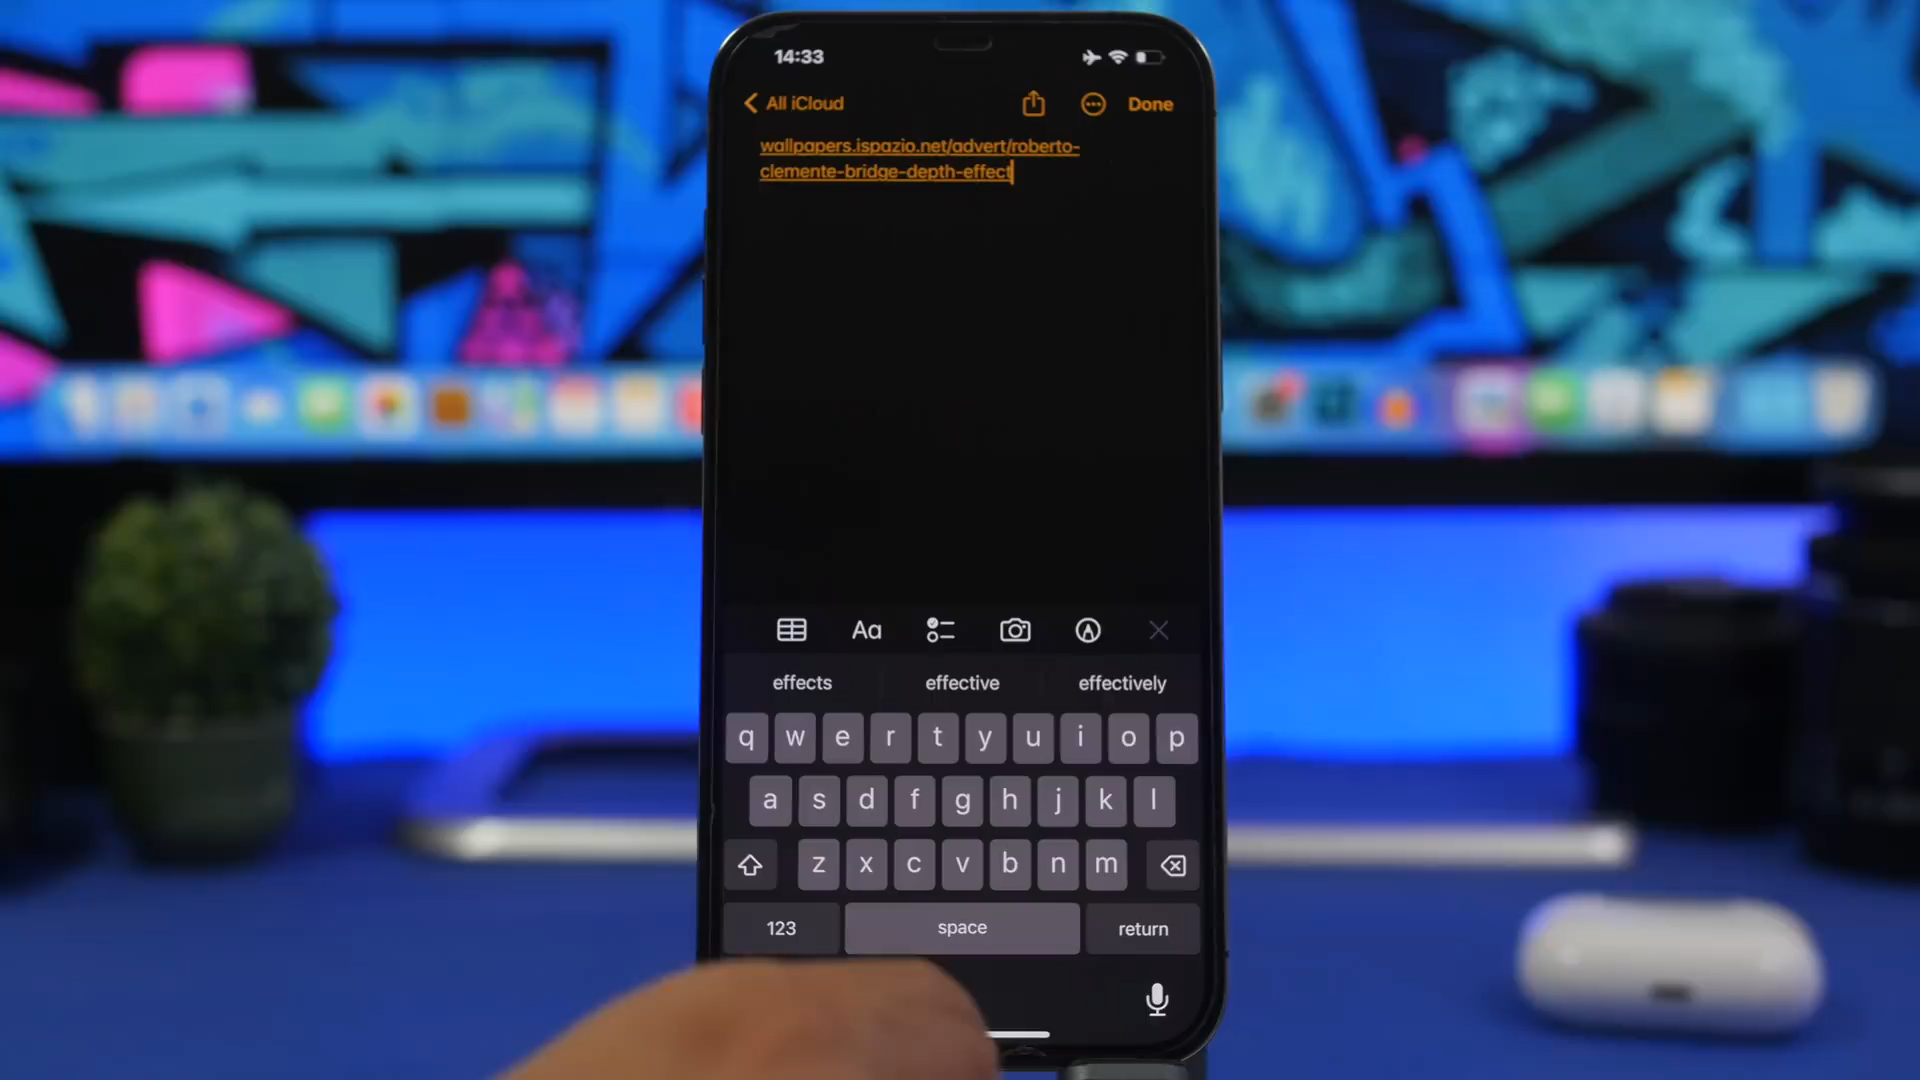 14:33
All iCloud
Done
wallpapers.ispazio.net/advert/roberto-
clemente-bridge-depth-effect
Aa
effects effective effectively
q w e r t y u i o p
a s d f g h j k l
z x c v b n m
123 space return